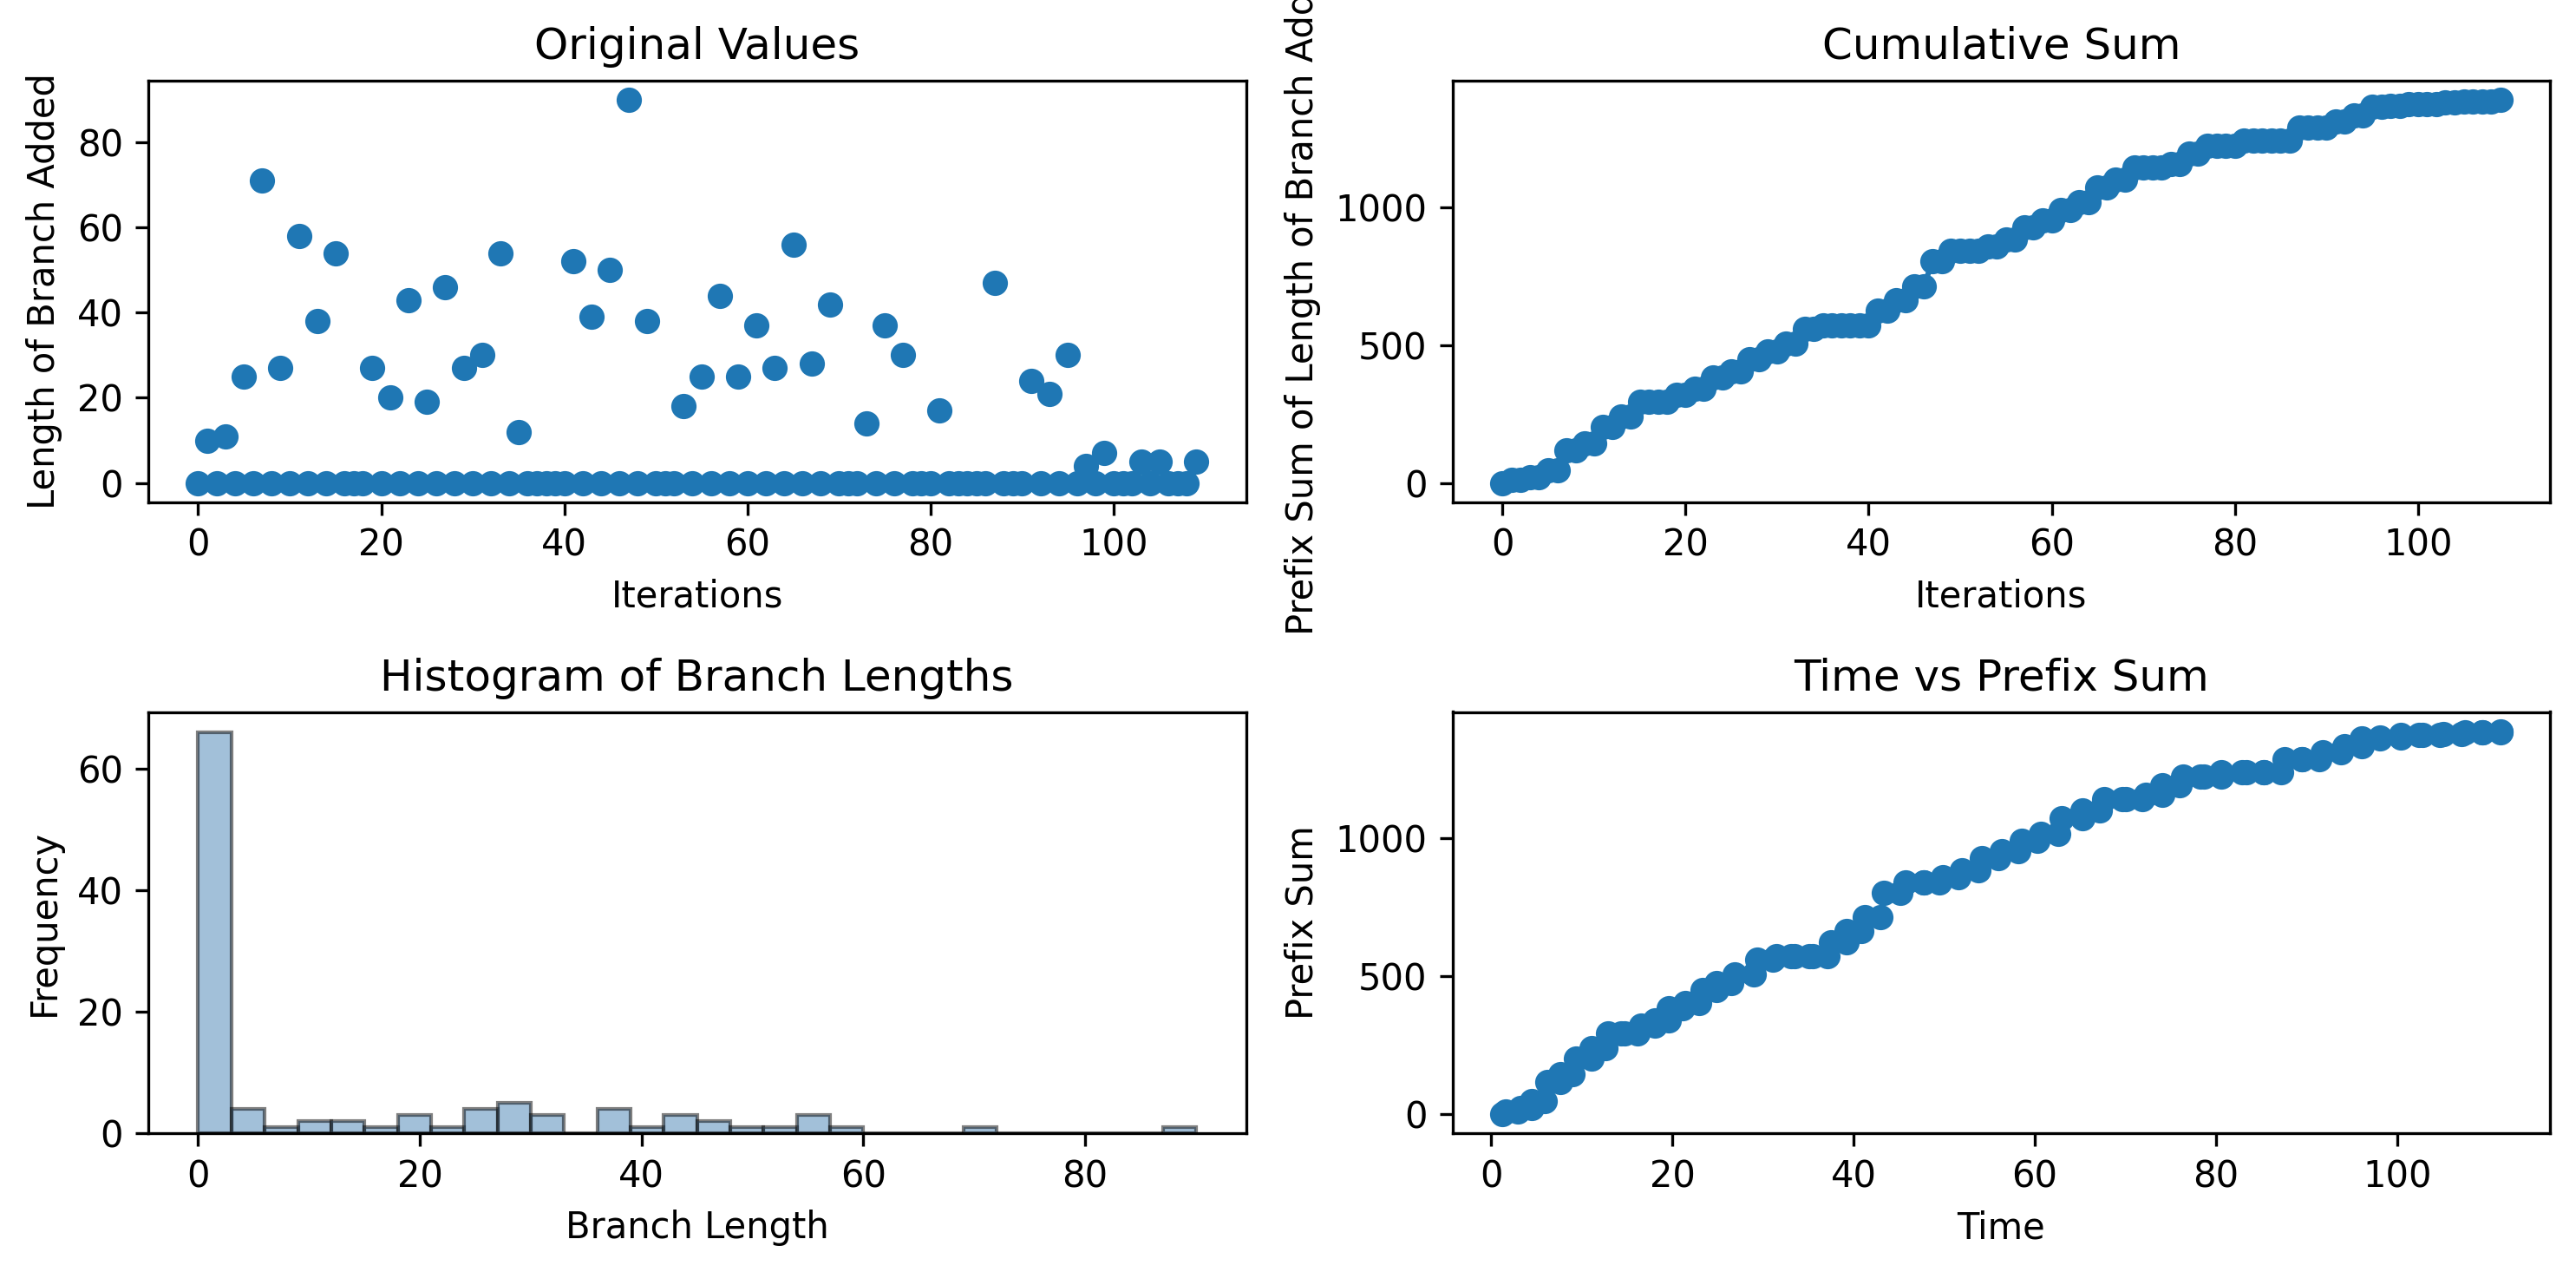 Original Values
Length of Branch Added
80
60
40
20
0
0 20 40 60 80 100
Iterations
Cumulative Sum
Prefix Sum of Length of Branch
1000
500
0
0 20 40 60 80 100
Iterations
Histogram of Branch Lengths
Frequency
60
40
20
0
0 20 40 60 80
Branch Length
Time vs Prefix Sum
Prefix Sum
1000
500
0
0 20 40 60 80 100
Time